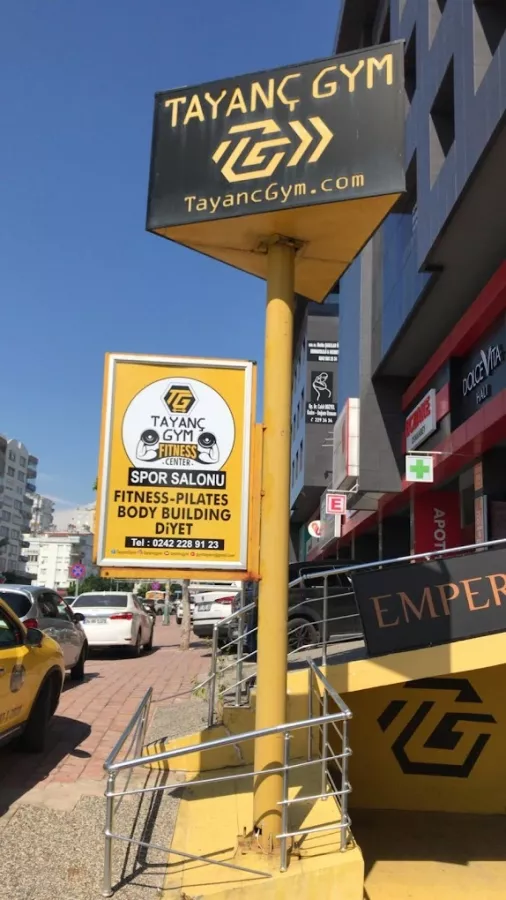 TAYANÇ GYM
TayancGym.com
TG
TAYANÇ
GYM
FITNESS
CENTER
SPOR SALONU
FITNESS-PILATES
BODY BUILDING
DİYET
Tel : 0242 228 91 23
E
DOLCE VITA
HALI
APOT
EMPER